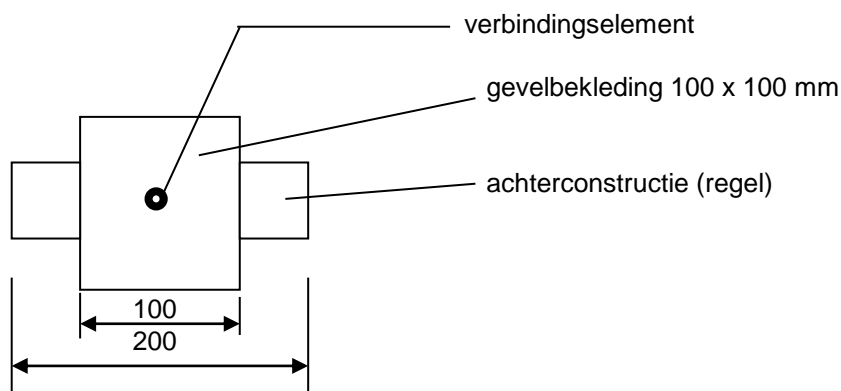 verbindingselement
gevelbekleding 100 x 100 mm
achterconstructie (regel)
100
200